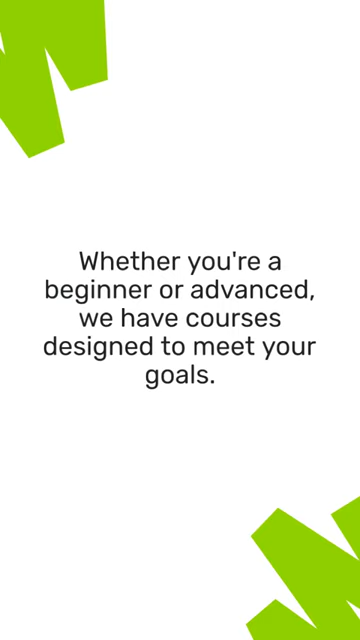 Whether you're a
beginner or advanced,
we have courses
designed to meet your
goals.